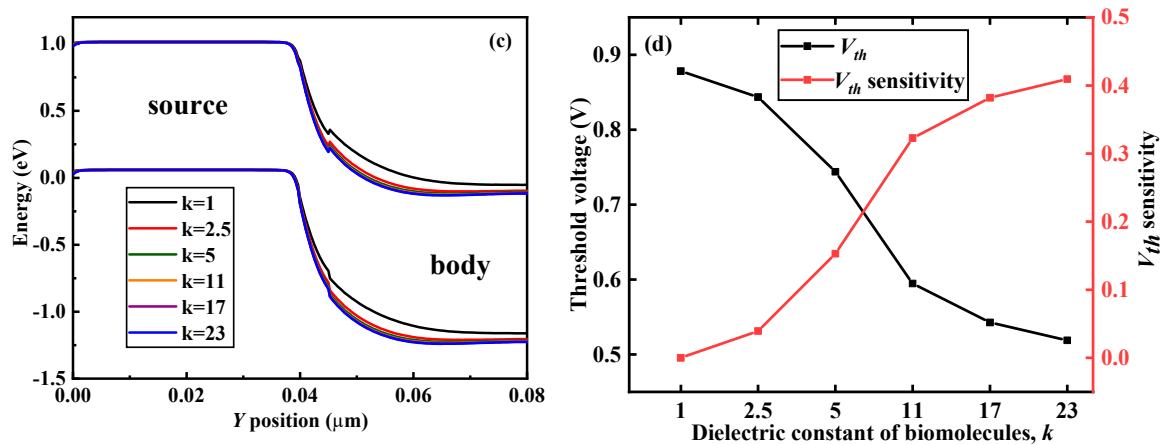 (c)
source
body
k=1
k=2.5
k=5
k=11
k=17
k=23
Energy (eV)
1.0
0.5
0.0
-0.5
-1.0
-1.5
0.00 0.02 0.04 0.06 0.08
Y position (μm)
(d)
Vth
Vth sensitivity
Threshold voltage (V)
0.9
0.8
0.7
0.6
0.5
1 2.5 5 11 17 23
Dielectric constant of biomolecules, k
0.5
0.4
0.3
0.2
0.1
0.0
Vth sensitivity